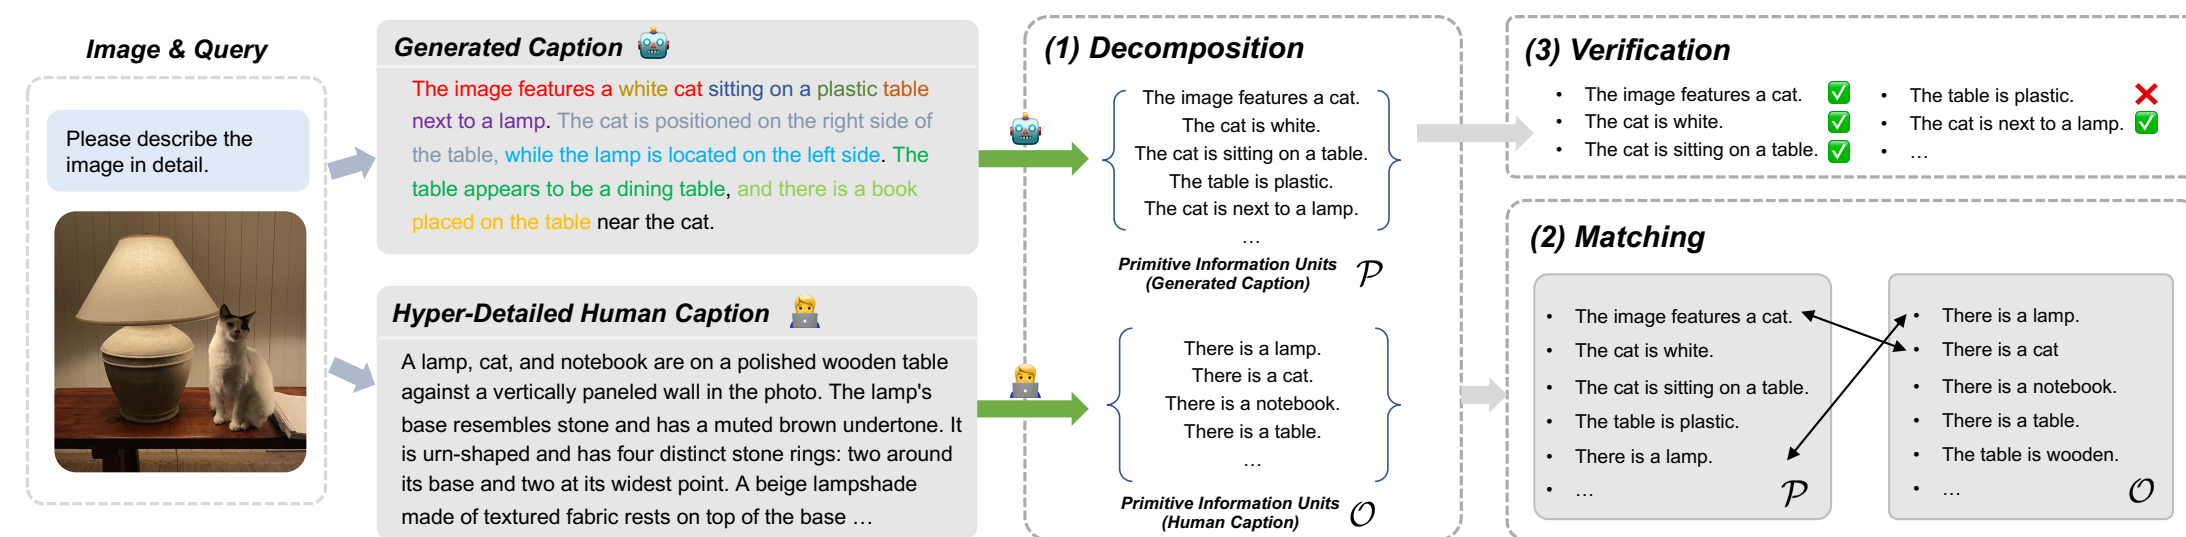 Image & Query
Please describe the
image in detail.
Generated Caption
The image features a white cat sitting on a plastic table
next to a lamp. The cat is positioned on the right side of
the table, while the lamp is located on the left side. The
table appears to be a dining table, and there is a book
placed on the table near the cat.
Hyper-Detailed Human Caption
A lamp, cat, and notebook are on a polished wooden table
against a vertically paneled wall in the photo. The lamp's
base resembles stone and has a muted brown undertone. It
is urn-shaped and has four distinct stone rings: two around
its base and two at its widest point. A beige lampshade
made of textured fabric rests on top of the base …
(1) Decomposition
The image features a cat.
The cat is white.
The cat is sitting on a table.
The table is plastic.
The cat is next to a lamp.
…
Primitive Information Units
(Generated Caption)
𝒫
There is a lamp.
There is a cat.
There is a notebook.
There is a table.
…
Primitive Information Units
(Human Caption)
𝒪
(3) Verification
• The image features a cat.
• The cat is white.
• The cat is sitting on a table.
• The table is plastic.
• The cat is next to a lamp.
• …
(2) Matching
• The image features a cat.
• The cat is white.
• The cat is sitting on a table.
• The table is plastic.
• There is a lamp.
• …
𝒫
• There is a lamp.
• There is a cat
• There is a notebook.
• There is a table.
• The table is wooden.
• …
𝒪